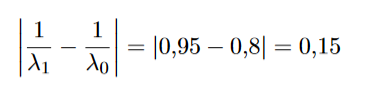 |1/λ₁ − 1/λ₀| = |0,95 − 0,8| = 0,15